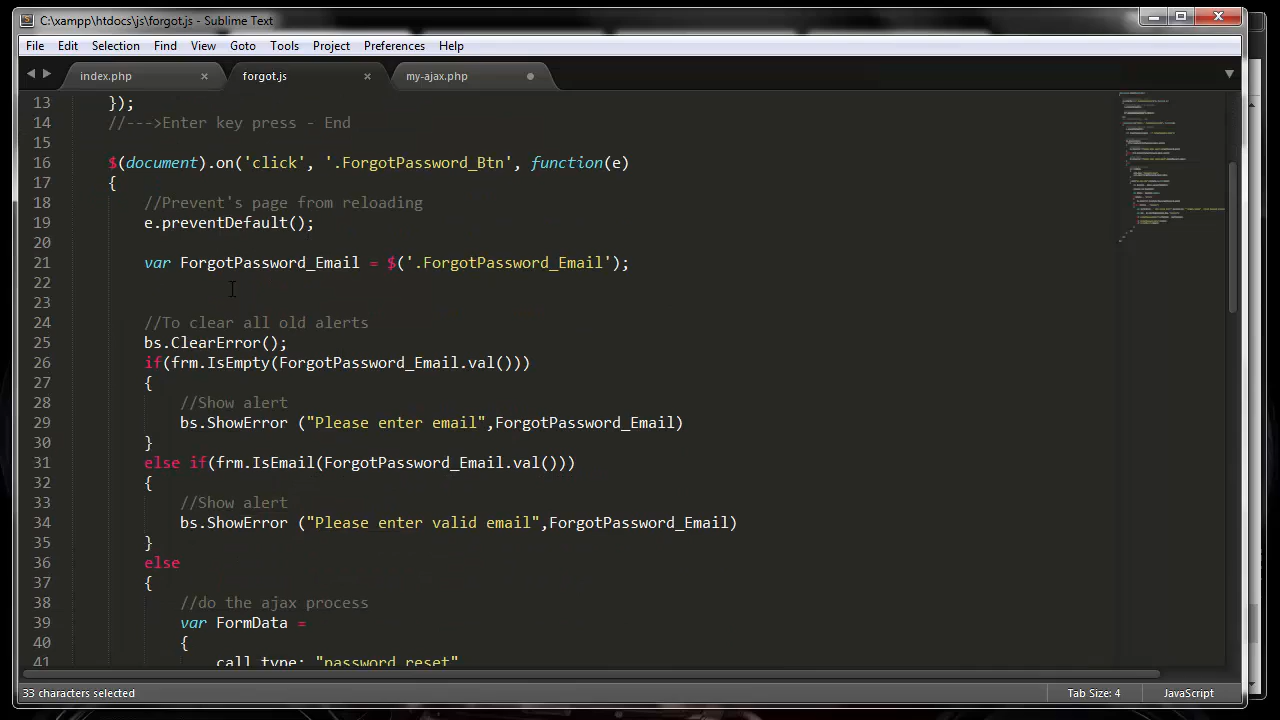 C:\xampp\htdocs\js\forgot.js - Sublime Text
File Edit Selection Find View Goto Tools Project Preferences Help
index.php forgot.js my-ajax.php
13 });
14 //--->Enter key press - End
15
16 $(document).on('click', '.ForgotPassword_Btn', function(e)
17 {
18 //Prevent's page from reloading
19 e.preventDefault();
20
21 var ForgotPassword_Email = $('.ForgotPassword_Email');
22
23
24 //To clear all old alerts
25 bs.ClearError();
26 if(frm.IsEmpty(ForgotPassword_Email.val()))
27 {
28 //Show alert
29 bs.ShowError ("Please enter email",ForgotPassword_Email)
30 }
31 else if(frm.IsEmail(ForgotPassword_Email.val()))
32 {
33 //Show alert
34 bs.ShowError ("Please enter valid email",ForgotPassword_Email)
35 }
36 else
37 {
38 //do the ajax process
39 var FormData =
40 {
41 call_type: "password_reset"
33 characters selected Tab Size: 4 JavaScript